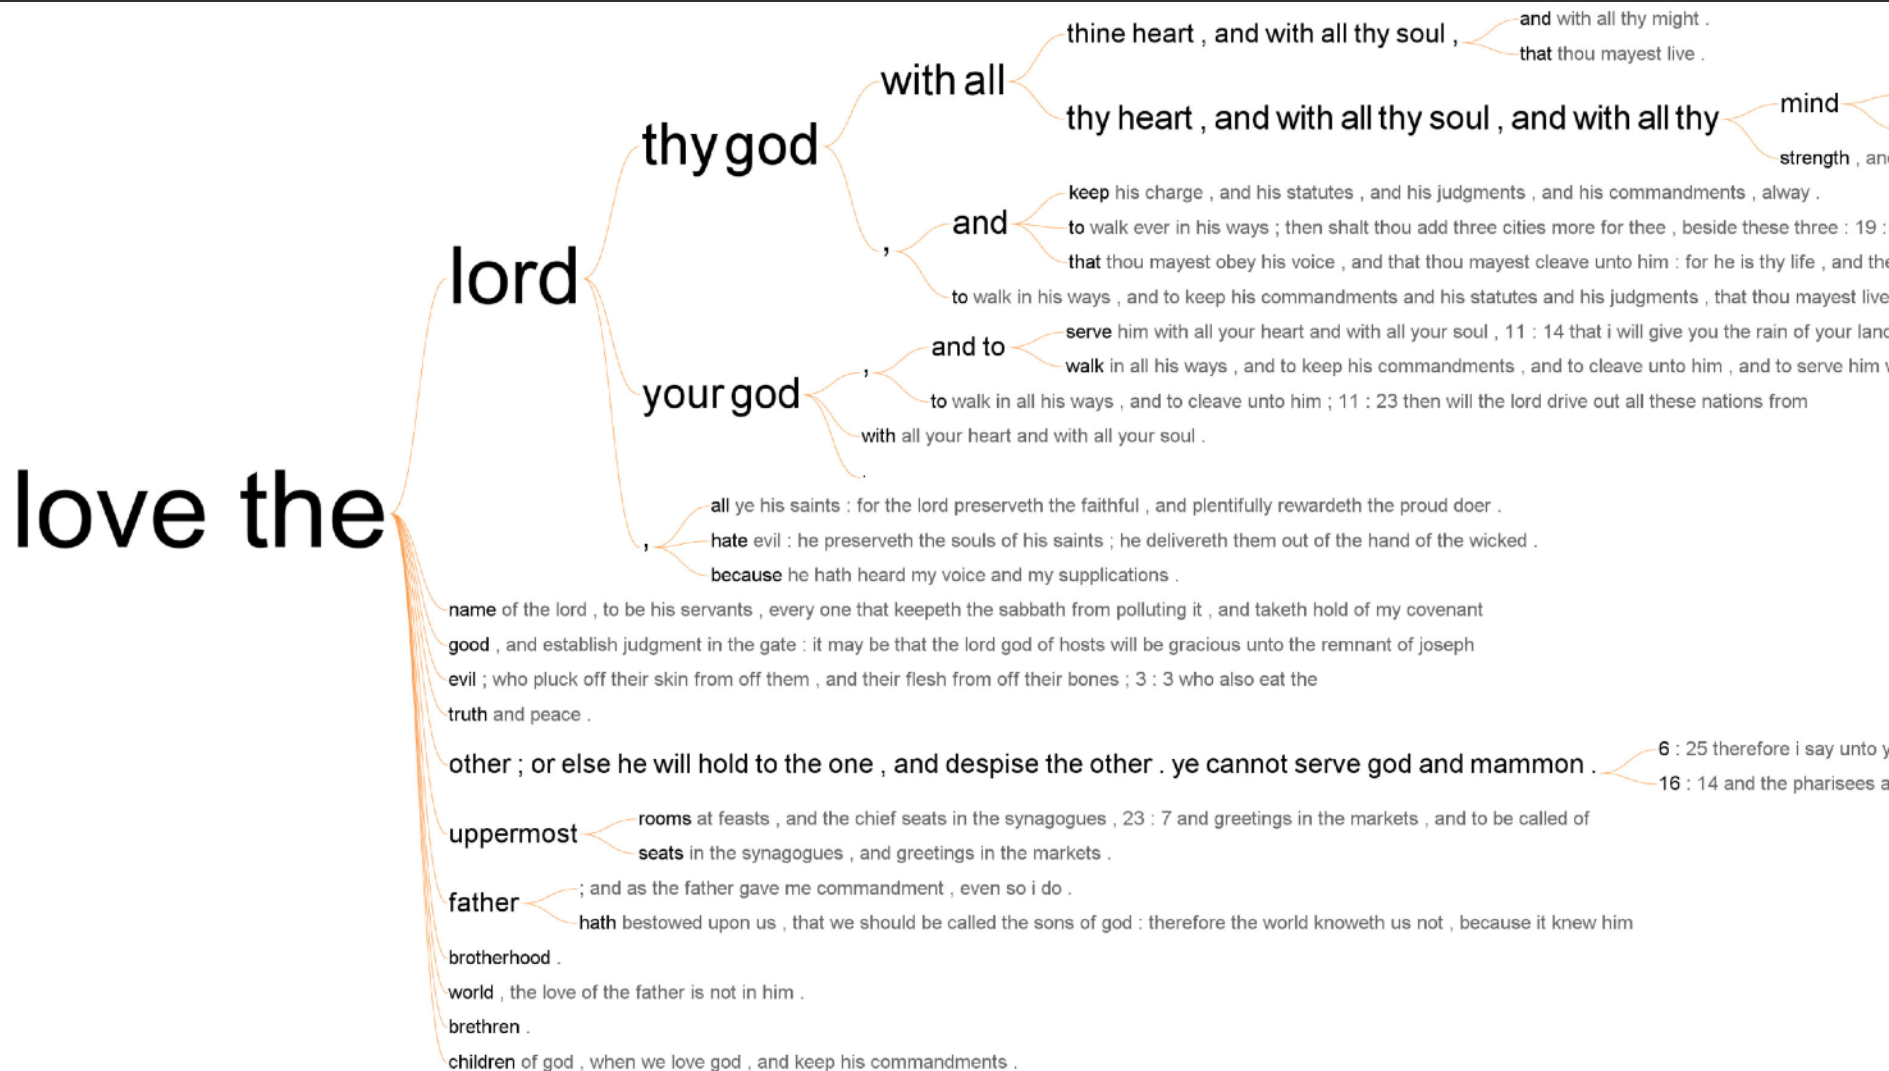 love the
lord
thy god
with all
thine heart , and with all thy soul ,
and with all thy might .
that thou mayest live .
thy heart , and with all thy soul , and with all thy
mind
strength , and
,
and
keep his charge , and his statutes , and his judgments , and his commandments , alway .
to walk ever in his ways ; then shalt thou add three cities more for thee , beside these three : 19 :
that thou mayest obey his voice , and that thou mayest cleave unto him : for he is thy life , and the
to walk in his ways , and to keep his commandments and his statutes and his judgments , that thou mayest live
your god
,
and to
serve him with all your heart and with all your soul , 11 : 14 that i will give you the rain of your land
walk in all his ways , and to keep his commandments , and to cleave unto him , and to serve him
to walk in all his ways , and to cleave unto him ; 11 : 23 then will the lord drive out all these nations from
with all your heart and with all your soul .
.
,
all ye his saints : for the lord preserveth the faithful , and plentifully rewardeth the proud doer .
hate evil : he preserveth the souls of his saints ; he delivereth them out of the hand of the wicked .
because he hath heard my voice and my supplications .
name of the lord , to be his servants , every one that keepeth the sabbath from polluting it , and taketh hold of my covenant
good , and establish judgment in the gate : it may be that the lord god of hosts will be gracious unto the remnant of joseph
evil ; who pluck off their skin from off them , and their flesh from off their bones ; 3 : 3 who also eat the
truth and peace .
other ; or else he will hold to the one , and despise the other . ye cannot serve god and mammon .
6 : 25 therefore i say unto y
16 : 14 and the pharisees a
uppermost
rooms at feasts , and the chief seats in the synagogues , 23 : 7 and greetings in the markets , and to be called of
seats in the synagogues , and greetings in the markets .
father
; and as the father gave me commandment , even so i do .
hath bestowed upon us , that we should be called the sons of god : therefore the world knoweth us not , because it knew him
brotherhood .
world , the love of the father is not in him .
brethren .
children of god , when we love god , and keep his commandments .